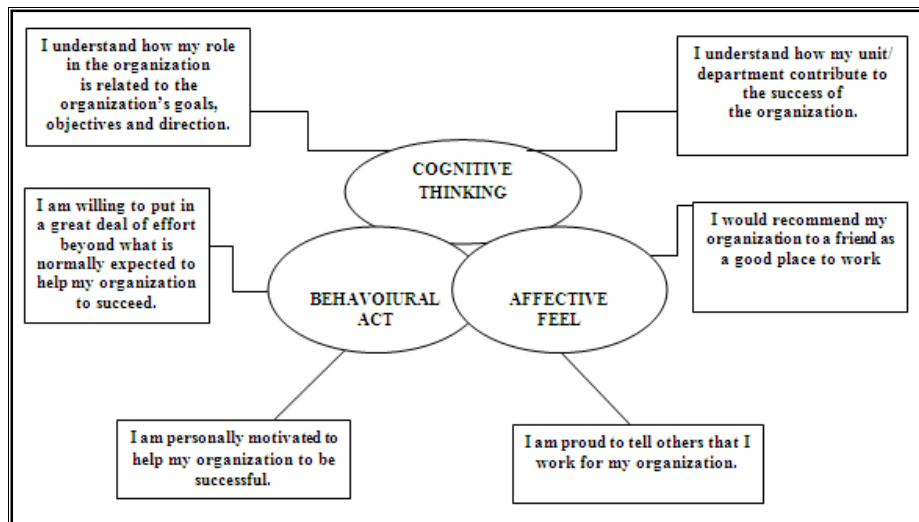 I understand how my role
in the organization
is related to the
organization's goals,
objectives and direction.
I understand how my unit/
department contribute to
the success of
the organization.
COGNITIVE
THINKING
I am willing to put in
a great deal of effort
beyond what is
normally expected to
help my organization
to succeed.
I would recommend my
organization to a friend as
a good place to work
BEHAVOIURAL
ACT
AFFECTIVE
FEEL
I am personally motivated to
help my organization to be
successful.
I am proud to tell others that I
work for my organization.